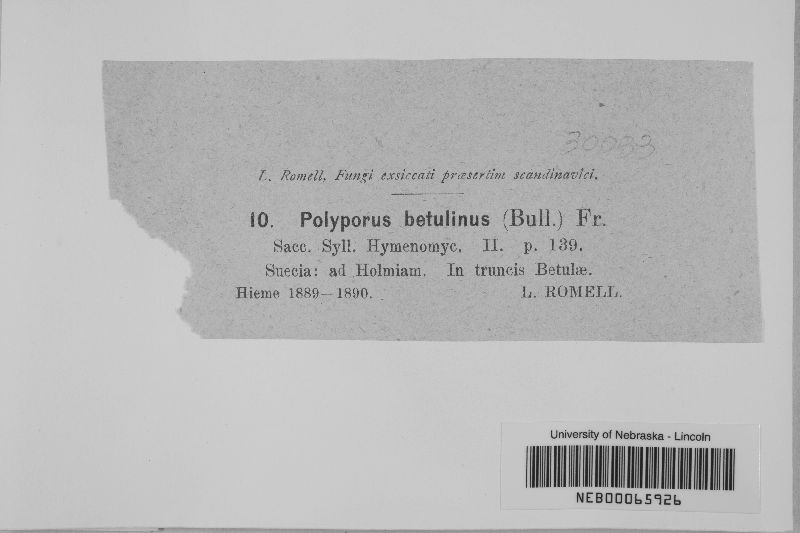 30033
L. Romell, Fungi exsiccati præsertim scandinavici.
10. Polyporus betulinus (Bull.) Fr.
Sacc. Syll. Hymenomyc. II. p. 139.
Suecia: ad Holmiam. In truncis Betulæ.
Hieme 1889—1890. L. ROMELL.
University of Nebraska - Lincoln
NEB00065926